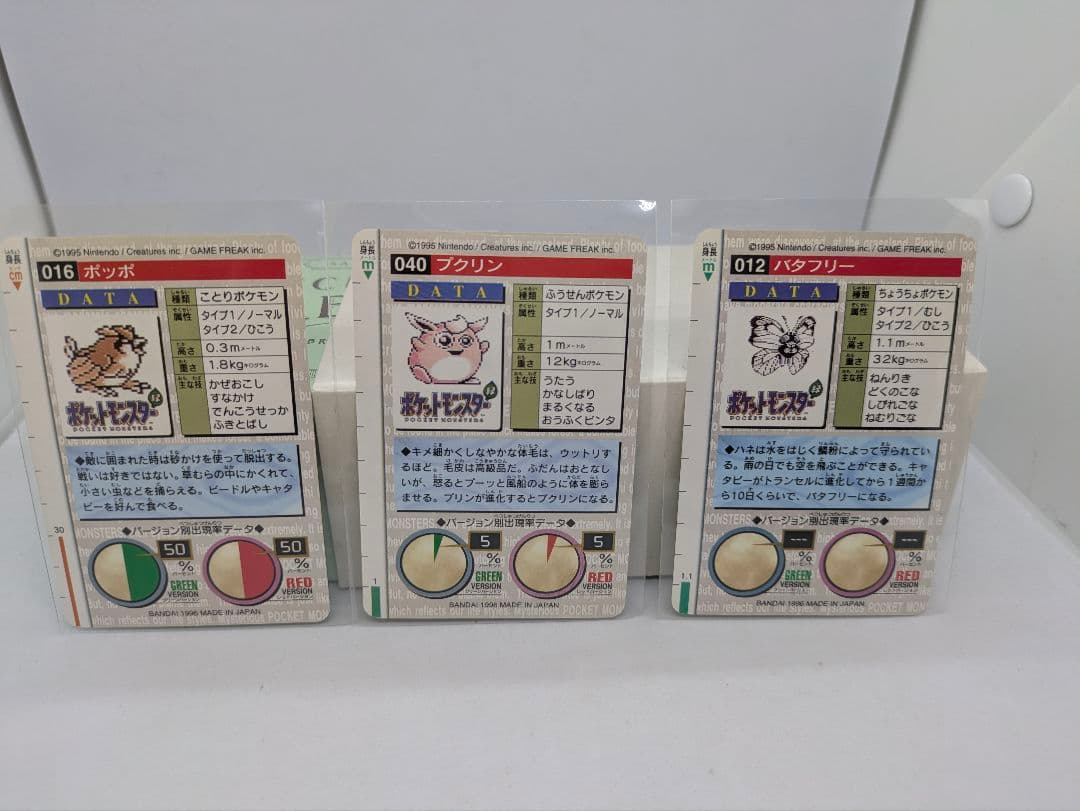 ©1995 Nintendo / Creatures inc. / GAME FREAK inc.
016 ポッポ
DATA
種類 ことりポケモン
属性 タイプ1/ノーマル
タイプ2/ひこう
高さ 0.3mメートル
重さ 1.8kgキログラム
主な技 かぜおこし
すなかけ
でんこうせっか
ふきとばし
ポケットモンスター 緑
POCKET MONSTERS
◆敵に囲まれた時は砂かけを使って脱出する。
戦いは好きではない。草むらの中にかくれて、
小さい虫などを捕らえる。ビードルやキャタ
ピーを好んで食べる。
◆バージョン別出現率データ◆
50 %
GREEN
VERSION
50 %
RED
VERSION
BANDAI 1996 MADE IN JAPAN
身長
cm
30
©1995 Nintendo / Creatures inc. / GAME FREAK inc.
040 プクリン
DATA
種類 ふうせんポケモン
属性 タイプ1/ノーマル
高さ 1mメートル
重さ 12kgキログラム
主な技 うたう
かなしばり
まるくなる
おうふくビンタ
ポケットモンスター 緑
POCKET MONSTERS
◆キメ細かくしなやかな体毛は、ウットリす
るほど。毛皮は高級品だ。ふだんはおとなし
いが、怒るとプーッと風船のように体を膨ら
ませる。プリンが進化するとプクリンになる。
◆バージョン別出現率データ◆
5 %
GREEN
VERSION
5 %
RED
VERSION
BANDAI 1996 MADE IN JAPAN
身長
m
1
©1995 Nintendo / Creatures inc. / GAME FREAK inc.
012 バタフリー
DATA
種類 ちょうちょポケモン
属性 タイプ1/むし
タイプ2/ひこう
高さ 1.1mメートル
重さ 32kgキログラム
主な技 ねんりき
どくのこな
しびれごな
ねむりごな
ポケットモンスター 緑
POCKET MONSTERS
◆ハネは水をはじく鱗粉によって守られてい
る。雨の日でも空を飛ぶことができる。キャ
タピーがトランセルに進化してから1週間か
ら10日くらいで、バタフリーになる。
◆バージョン別出現率データ◆
--- %
GREEN
VERSION
--- %
RED
VERSION
BANDAI 1996 MADE IN JAPAN
身長
m
1.1